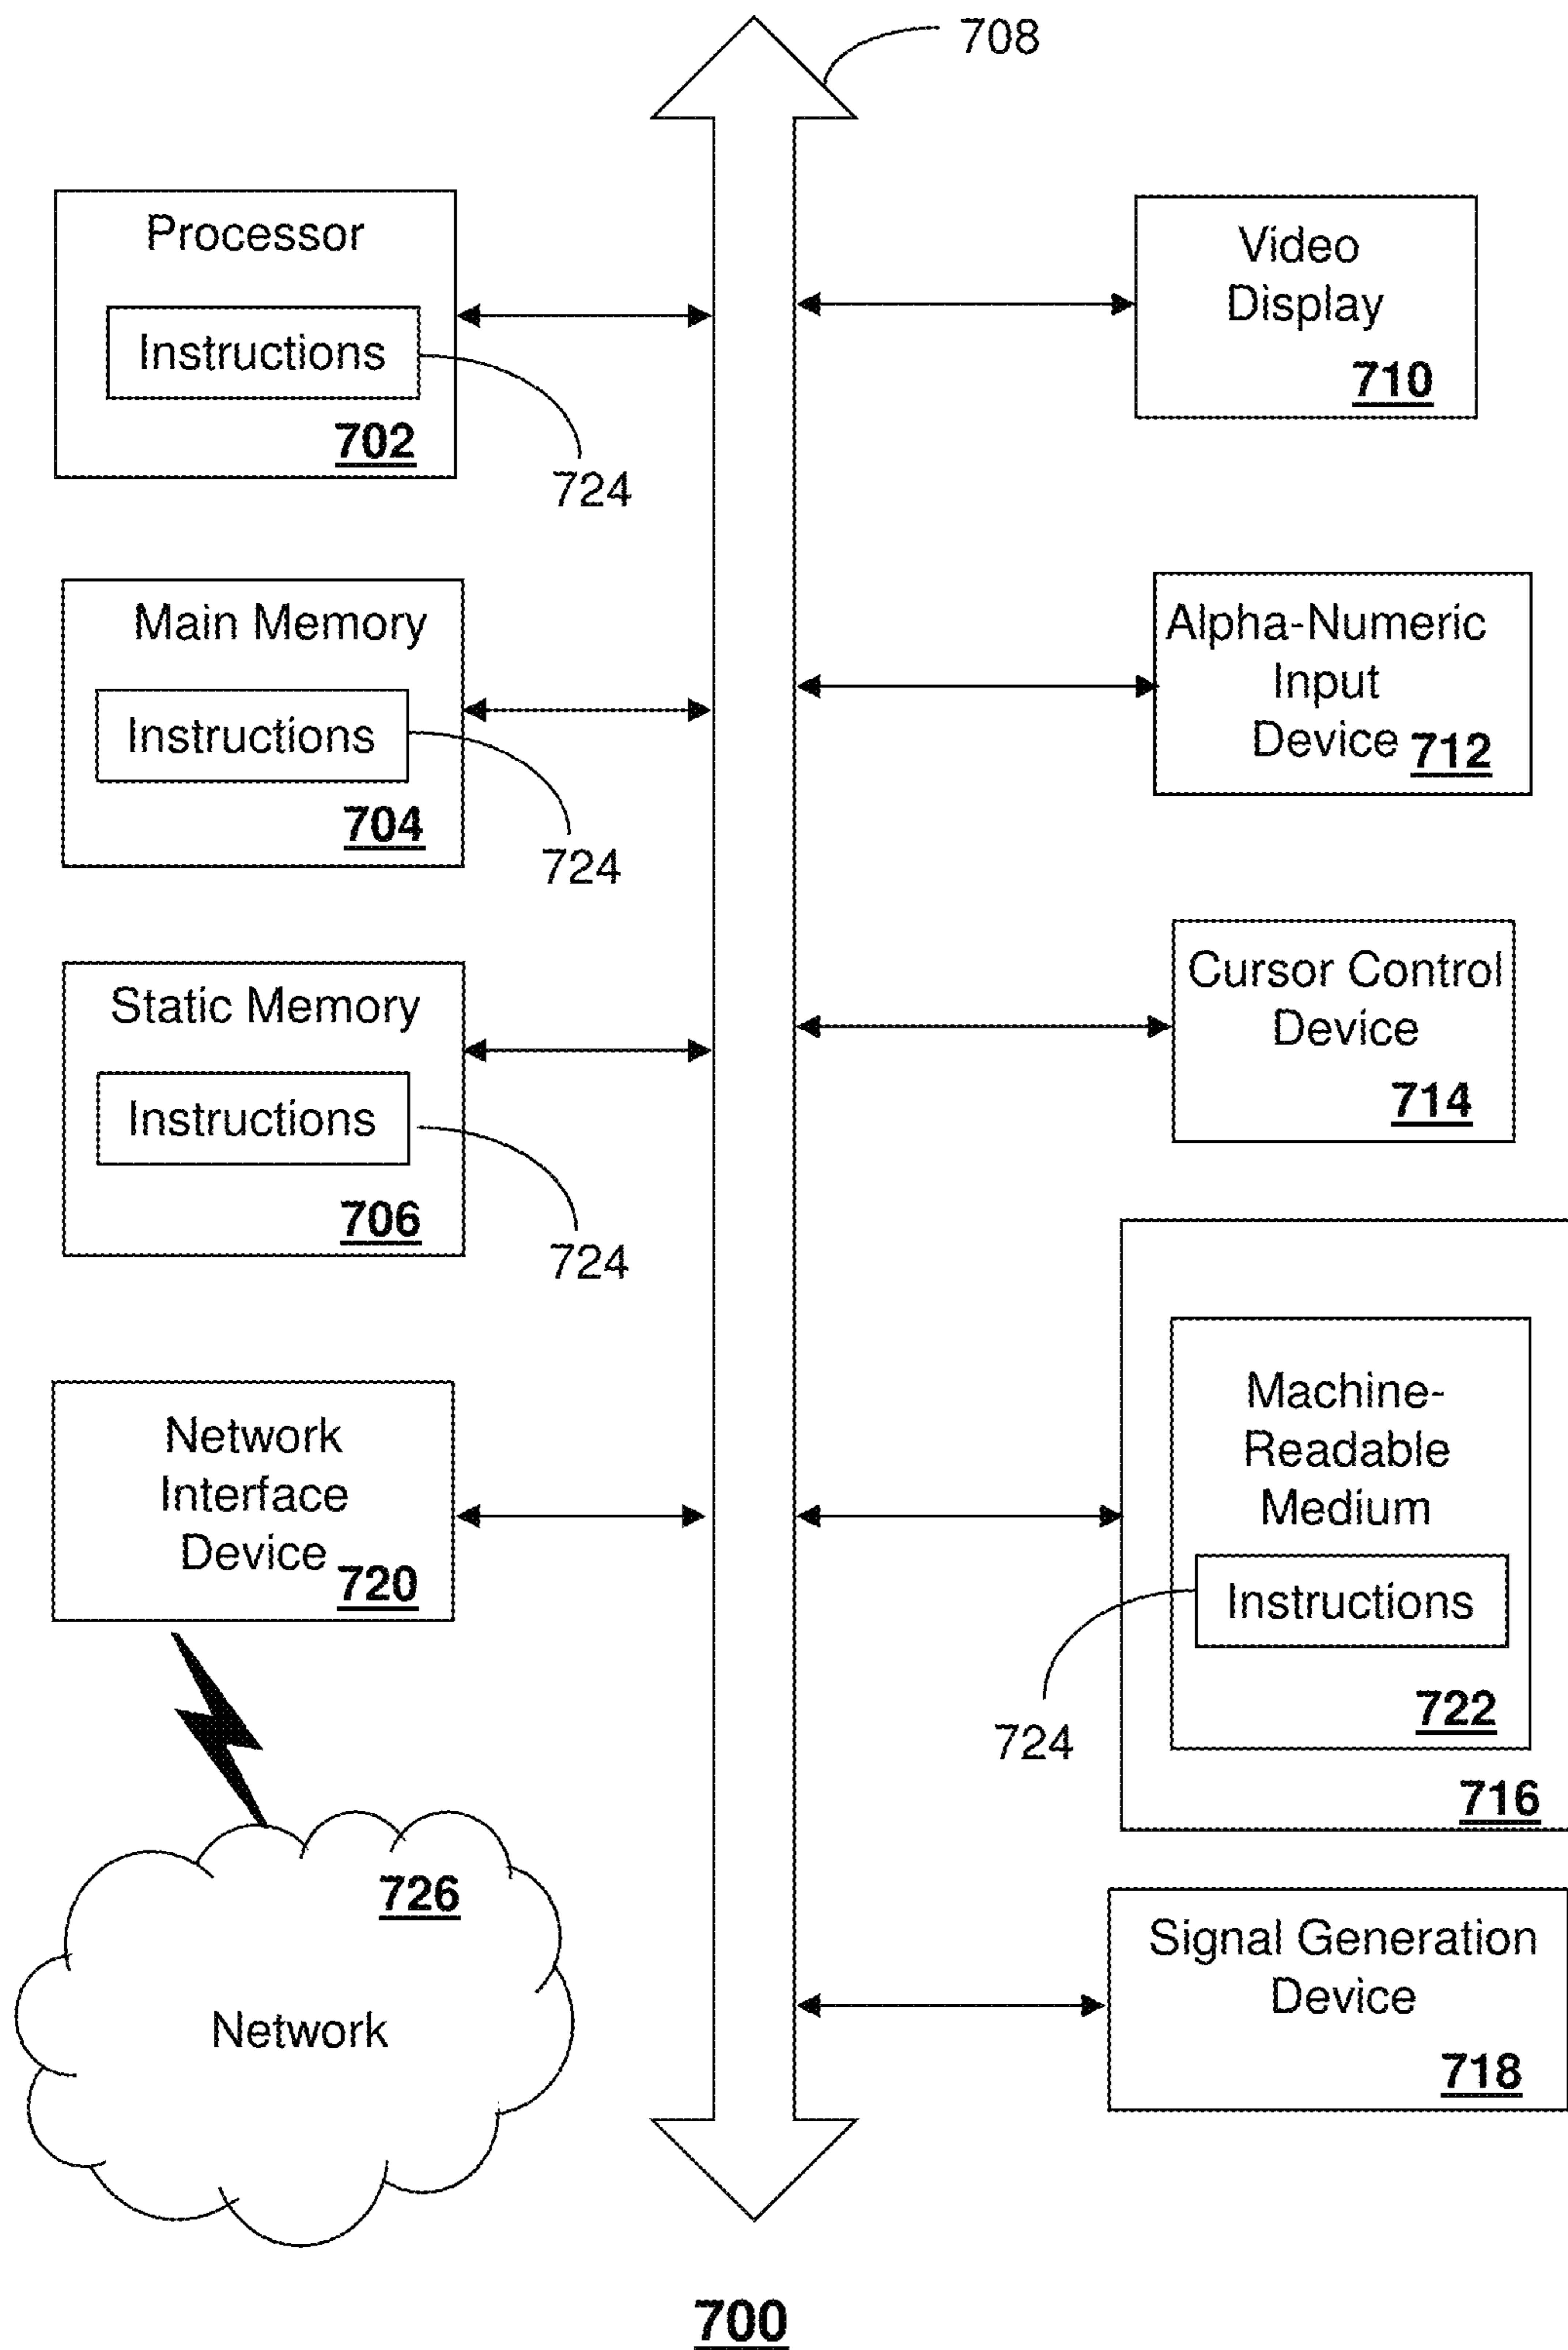 708
Processor
Instructions
702
724
Main Memory
Instructions
704
724
Static Memory
Instructions
706
724
Network
Interface
Device
720
726
Network
Video
Display
710
Alpha-Numeric
Input
Device
712
Cursor Control
Device
714
Machine-
Readable
Medium
Instructions
722
724
716
Signal Generation
Device
718
700